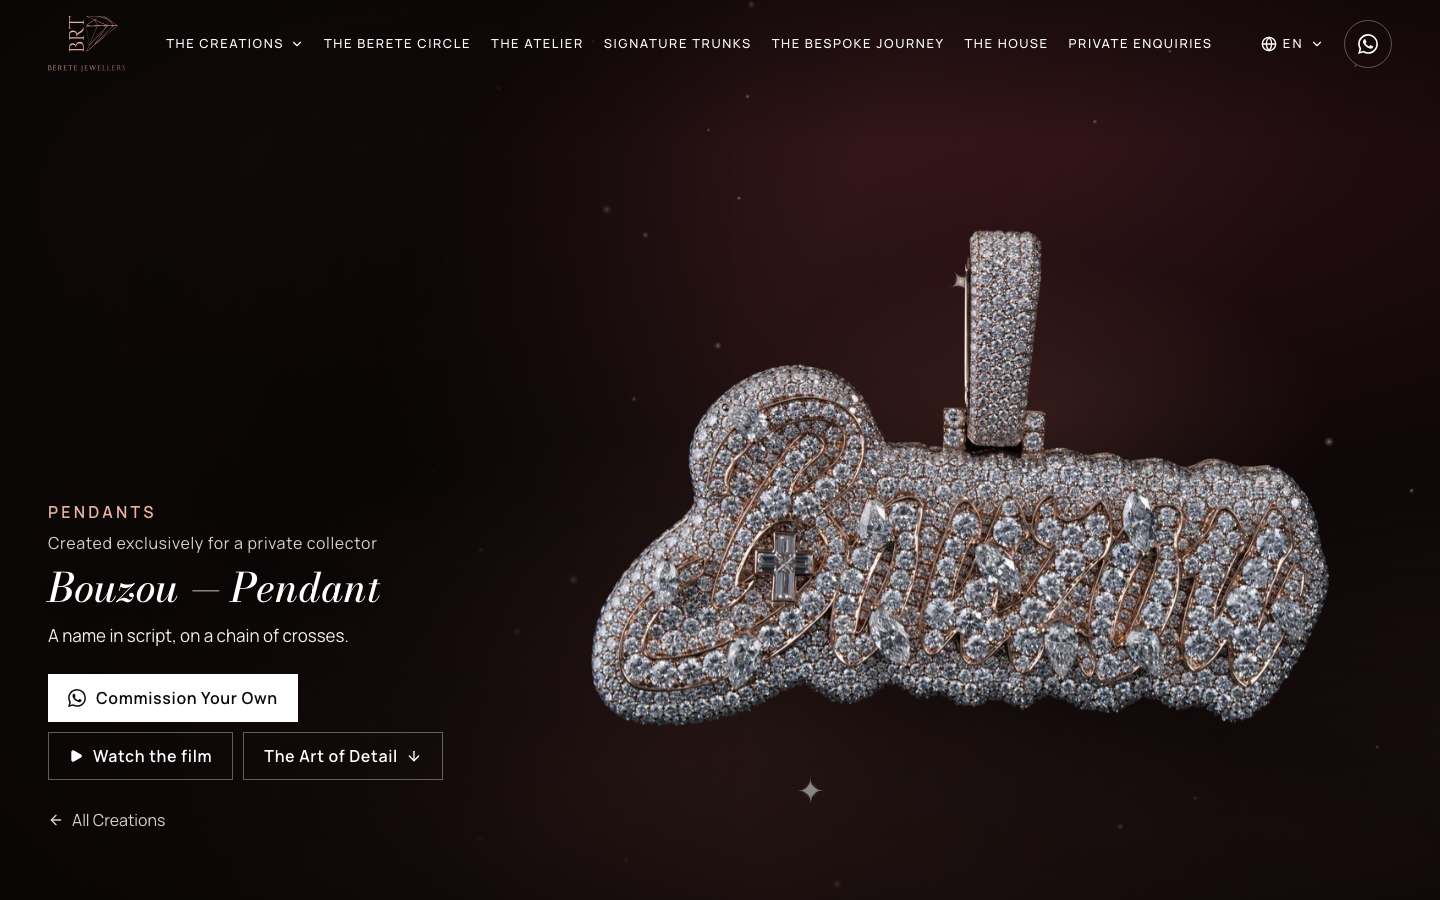 BRT
BERETE JEWELLERS
THE CREATIONS
THE BERETE CIRCLE
THE ATELIER
SIGNATURE TRUNKS
THE BESPOKE JOURNEY
THE HOUSE
PRIVATE ENQUIRIES
EN
PENDANTS
Created exclusively for a private collector
Bouzou — Pendant
A name in script, on a chain of crosses.
Commission Your Own
Watch the film
The Art of Detail
All Creations